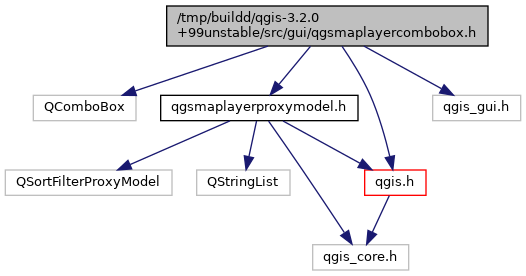 /tmp/buildd/qgis-3.2.0
+99unstable/src/gui/qgsmaplayercombobox.h
QComboBox
qgsmaplayerproxymodel.h
qgis_gui.h
QSortFilterProxyModel
QStringList
qgis.h
qgis_core.h